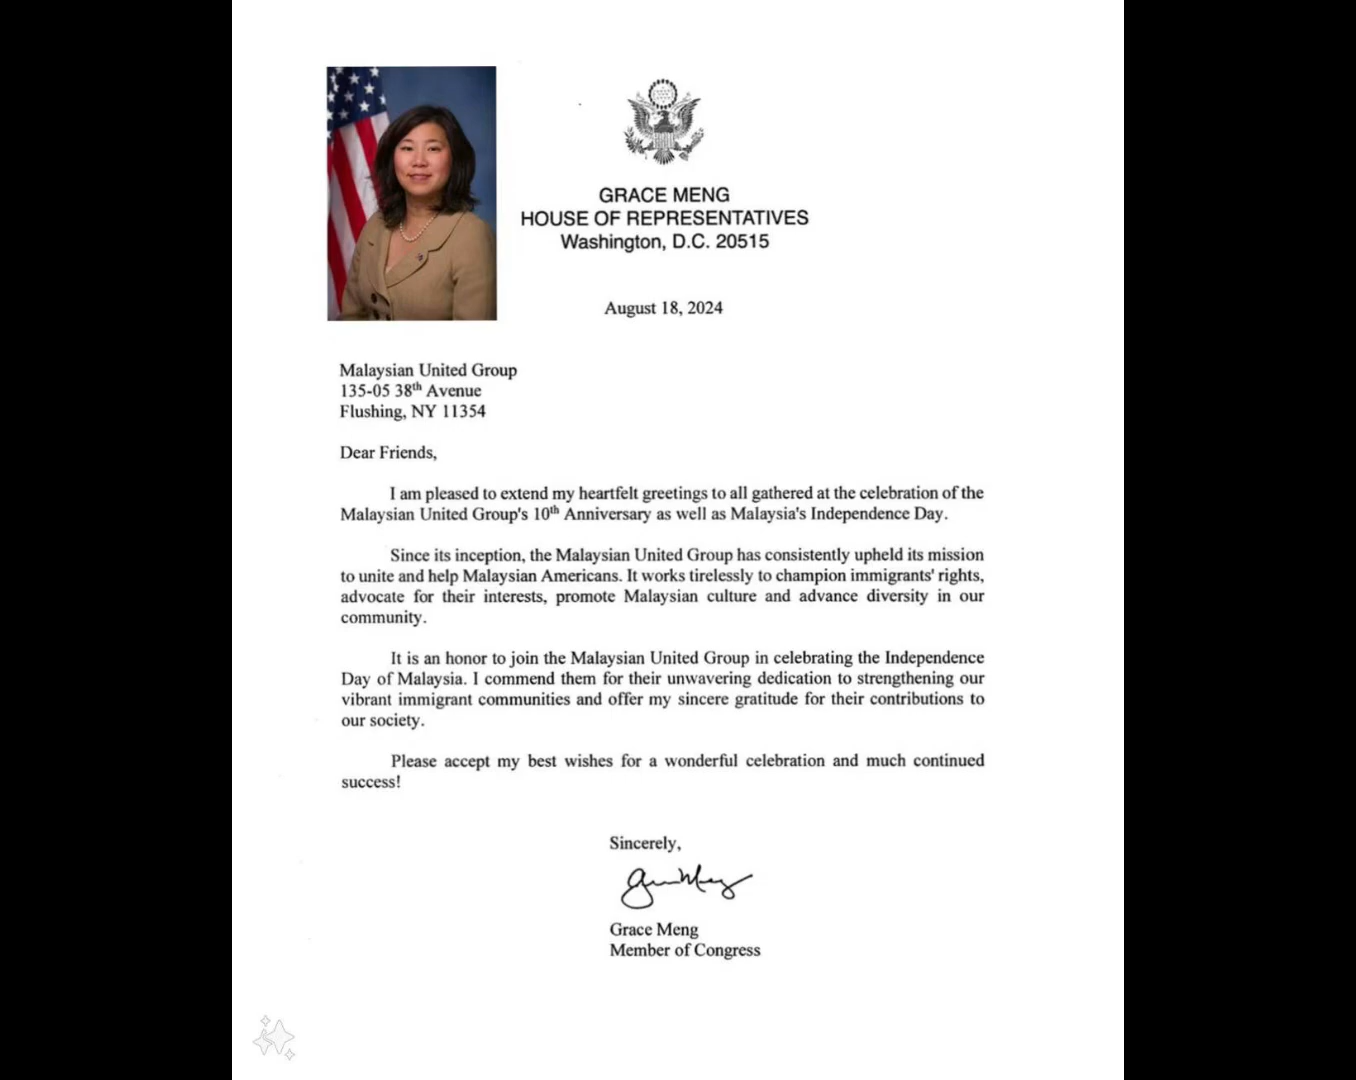 GRACE MENG
HOUSE OF REPRESENTATIVES
Washington, D.C. 20515
August 18, 2024
Malaysian United Group
135-05 38th Avenue
Flushing, NY 11354
Dear Friends,
I am pleased to extend my heartfelt greetings to all gathered at the celebration of the
Malaysian United Group's 10th Anniversary as well as Malaysia's Independence Day.
Since its inception, the Malaysian United Group has consistently upheld its mission
to unite and help Malaysian Americans. It works tirelessly to champion immigrants' rights,
advocate for their interests, promote Malaysian culture and advance diversity in our
community.
It is an honor to join the Malaysian United Group in celebrating the Independence
Day of Malaysia. I commend them for their unwavering dedication to strengthening our
vibrant immigrant communities and offer my sincere gratitude for their contributions to
our society.
Please accept my best wishes for a wonderful celebration and much continued
success!
Sincerely,
Grace Meng
Grace Meng
Member of Congress